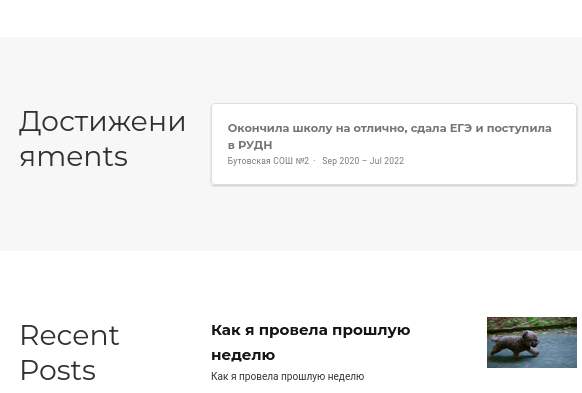 Достижени
яments
Окончила школу на отлично, сдала ЕГЭ и поступила
в РУДН
Бутовская СОШ №2 · Sep 2020 – Jul 2022
Recent
Posts
Как я провела прошлую
неделю
Как я провела прошлую неделю